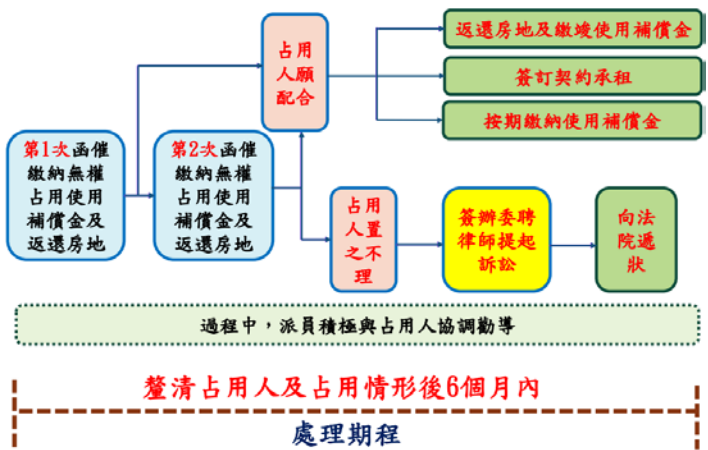 占用
人願
配合
返還房地及繳竣使用補償金
簽訂契約承租
按期繳納使用補償金
第1次函催
繳納無權
占用使用
補償金及
返還房地
第2次函催
繳納無權
占用使用
補償金及
返還房地
占用
人置
之不
理
簽辦委聘
律師提起
訴訟
向法
院遞
狀
過程中，派員積極與占用人協調勸導
釐清占用人及占用情形後6個月內
處理期程